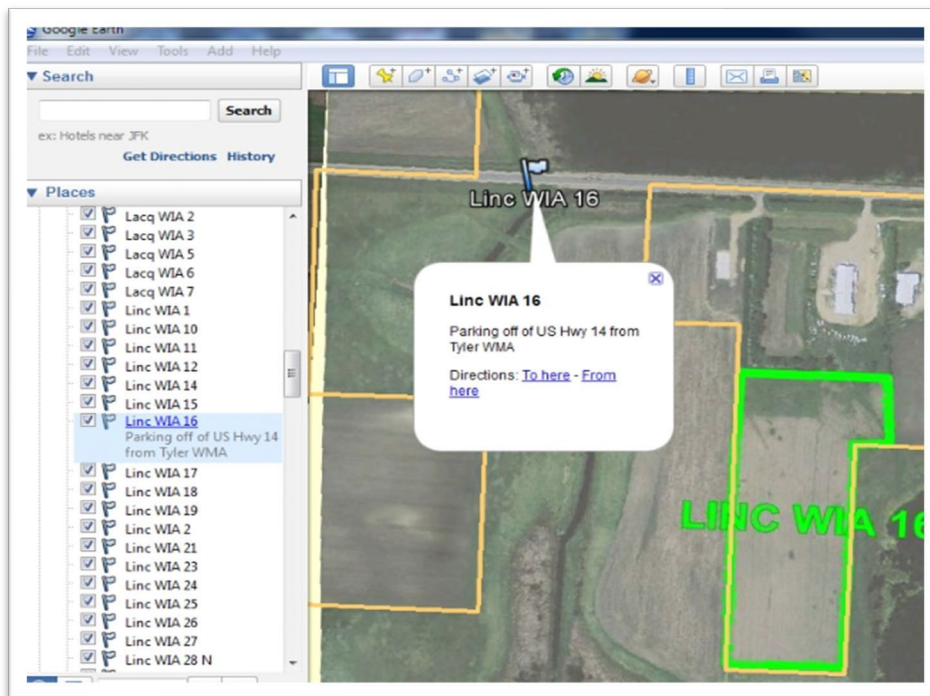 Google Earth
File Edit View Tools Add Help
Search
Search
ex: Hotels near JFK
Get Directions History
Places
Lacq WIA 2
Lacq WIA 3
Lacq WIA 5
Lacq WIA 6
Lacq WIA 7
Linc WIA 1
Linc WIA 10
Linc WIA 11
Linc WIA 12
Linc WIA 14
Linc WIA 15
Linc WIA 16
Parking off of US Hwy 14
from Tyler WMA
Linc WIA 17
Linc WIA 18
Linc WIA 19
Linc WIA 2
Linc WIA 21
Linc WIA 23
Linc WIA 24
Linc WIA 25
Linc WIA 26
Linc WIA 27
Linc WIA 28 N
Linc WIA 16
Linc WIA 16
Parking off of US Hwy 14 from
Tyler WMA
Directions: To here - From
here
LINC WIA 16